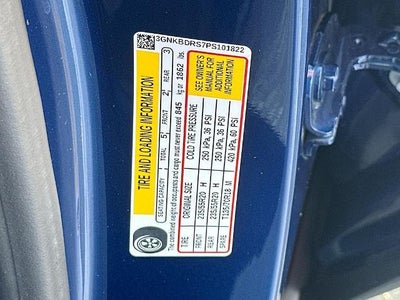 3GNKBDRS7PS101822
TIRE AND LOADING INFORMATION
SEATING CAPACITY TOTAL 5 FRONT 2 REAR 3
The combined weight of occupants and cargo must never exceed 845 kg or 1862 lbs.
TIRE ORIGINAL SIZE COLD TIRE PRESSURE
FRONT 235/55R20 H 250 kPa, 36 PSI
REAR 235/55R20 H 250 kPa, 36 PSI
SPARE T135/70R18 M 420 kPa, 60 PSI
SEE OWNER'S
MANUAL FOR
ADDITIONAL
INFORMATION